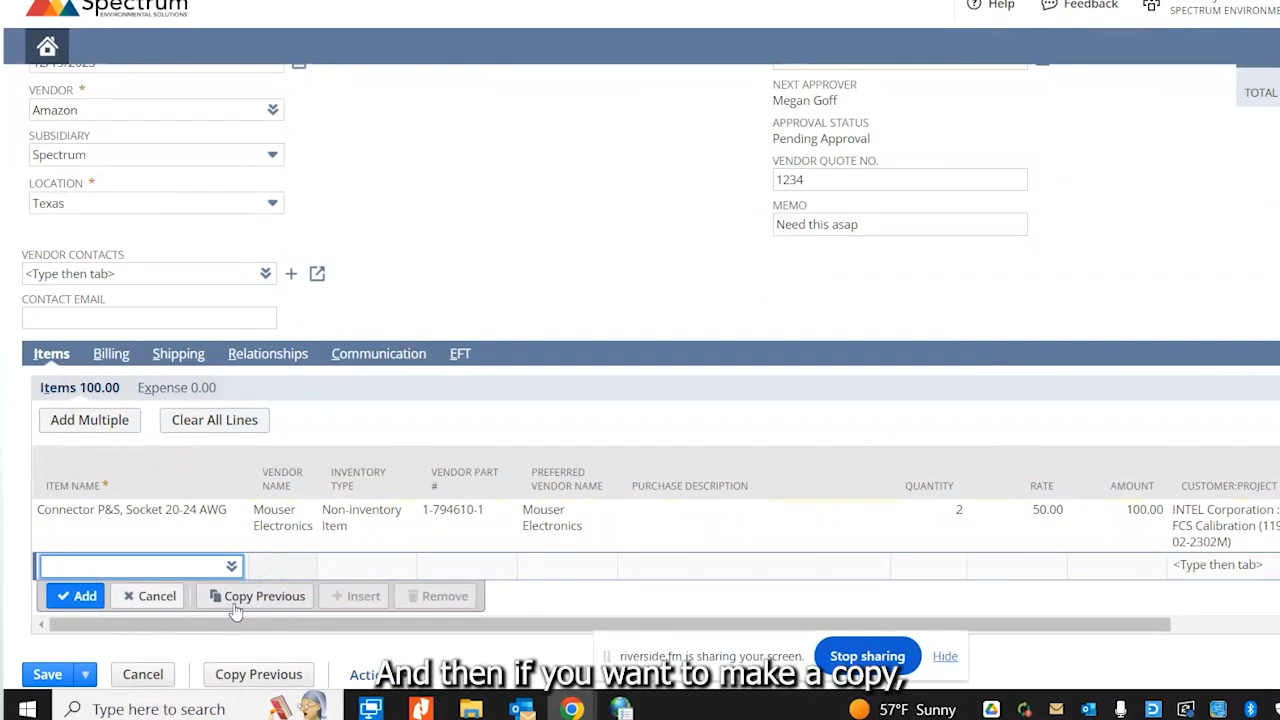 Spectrum
ENVIRONMENTAL SOLUTIONS
Help
Feedback
SPECTRUM ENVIRONME
VENDOR *
Amazon
SUBSIDIARY
Spectrum
LOCATION *
Texas
VENDOR CONTACTS
<Type then tab>
CONTACT EMAIL
NEXT APPROVER
Megan Goff
APPROVAL STATUS
Pending Approval
VENDOR QUOTE NO.
1234
MEMO
Need this asap
TOTAL
Items Billing Shipping Relationships Communication EFT
Items 100.00 Expense 0.00
Add Multiple Clear All Lines
ITEM NAME * VENDOR NAME INVENTORY TYPE VENDOR PART # PREFERRED VENDOR NAME PURCHASE DESCRIPTION QUANTITY RATE AMOUNT CUSTOMER:PROJECT
Connector P&S, Socket 20-24 AWG Mouser Electronics Non-inventory Item 1-794610-1 Mouser Electronics 2 50.00 100.00 INTEL Corporation : FCS Calibration (119 02-2302M)
<Type then tab>
Add Cancel Copy Previous Insert Remove
riverside.fm is sharing your screen. Stop sharing Hide
Save Cancel Copy Previous Acti
And then if you want to make a copy,
Type here to search
57°F Sunny